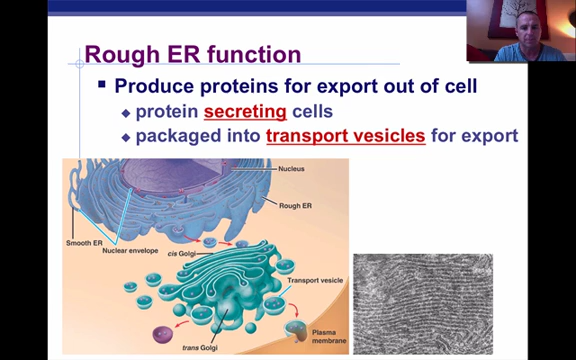 Rough ER function
Produce proteins for export out of cell
protein secreting cells
packaged into transport vesicles for export
Nucleus
Rough ER
Smooth ER
Nuclear envelope
cis Golgi
Transport vesicle
Plasma
membrane
trans Golgi